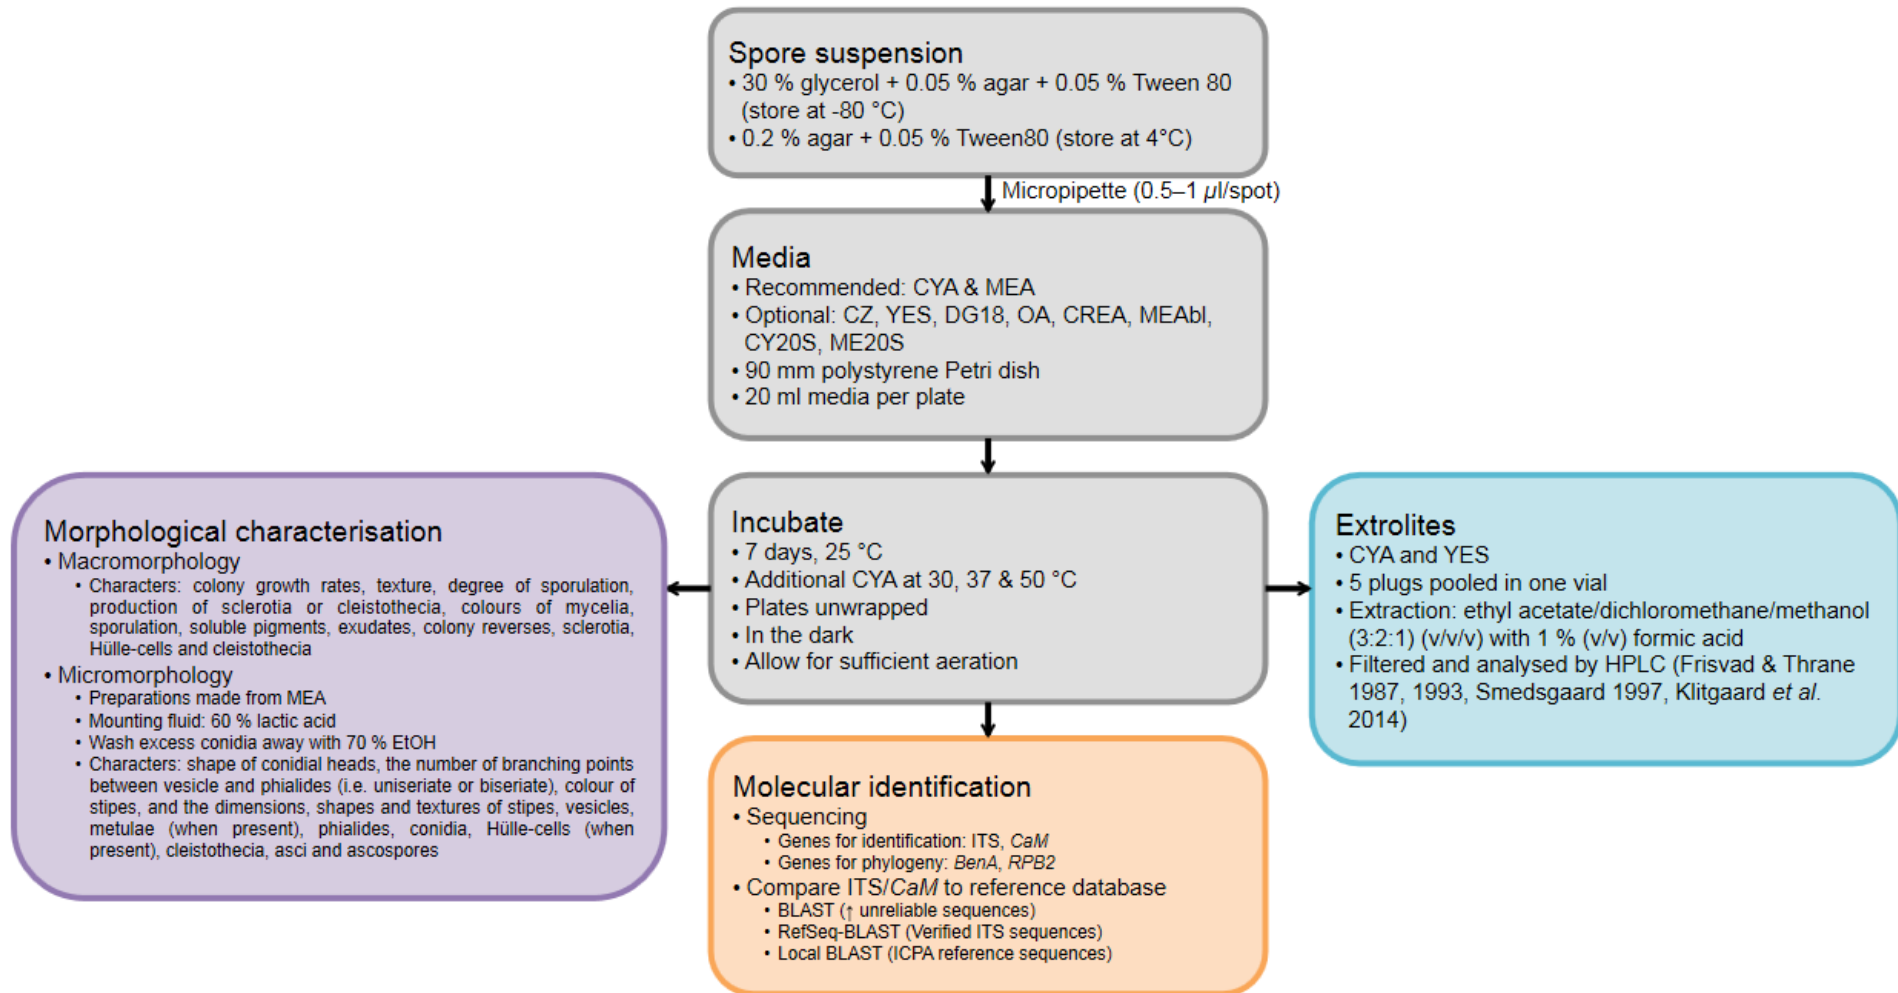 Spore suspension
• 30 % glycerol + 0.05 % agar + 0.05 % Tween 80
(store at -80 °C)
• 0.2 % agar + 0.05 % Tween80 (store at 4°C)
Micropipette (0.5–1 µl/spot)
Media
• Recommended: CYA & MEA
• Optional: CZ, YES, DG18, OA, CREA, MEAbl,
CY20S, ME20S
• 90 mm polystyrene Petri dish
• 20 ml media per plate
Incubate
• 7 days, 25 °C
• Additional CYA at 30, 37 & 50 °C
• Plates unwrapped
• In the dark
• Allow for sufficient aeration
Morphological characterisation
• Macromorphology
• Characters: colony growth rates, texture, degree of sporulation,
production of sclerotia or cleistothecia, colours of mycelia,
sporulation, soluble pigments, exudates, colony reverses, sclerotia,
Hülle-cells and cleistothecia
• Micromorphology
• Preparations made from MEA
• Mounting fluid: 60 % lactic acid
• Wash excess conidia away with 70 % EtOH
• Characters: shape of conidial heads, the number of branching points
between vesicle and phialides (i.e. uniseriate or biseriate), colour of
stipes, and the dimensions, shapes and textures of stipes, vesicles,
metulae (when present), phialides, conidia, Hülle-cells (when
present), cleistothecia, asci and ascospores
Extrolites
• CYA and YES
• 5 plugs pooled in one vial
• Extraction: ethyl acetate/dichloromethane/methanol
(3:2:1) (v/v/v) with 1 % (v/v) formic acid
• Filtered and analysed by HPLC (Frisvad & Thrane
1987, 1993, Smedsgaard 1997, Klitgaard et al.
2014)
Molecular identification
• Sequencing
• Genes for identification: ITS, CaM
• Genes for phylogeny: BenA, RPB2
• Compare ITS/CaM to reference database
• BLAST (↑ unreliable sequences)
• RefSeq-BLAST (Verified ITS sequences)
• Local BLAST (ICPA reference sequences)